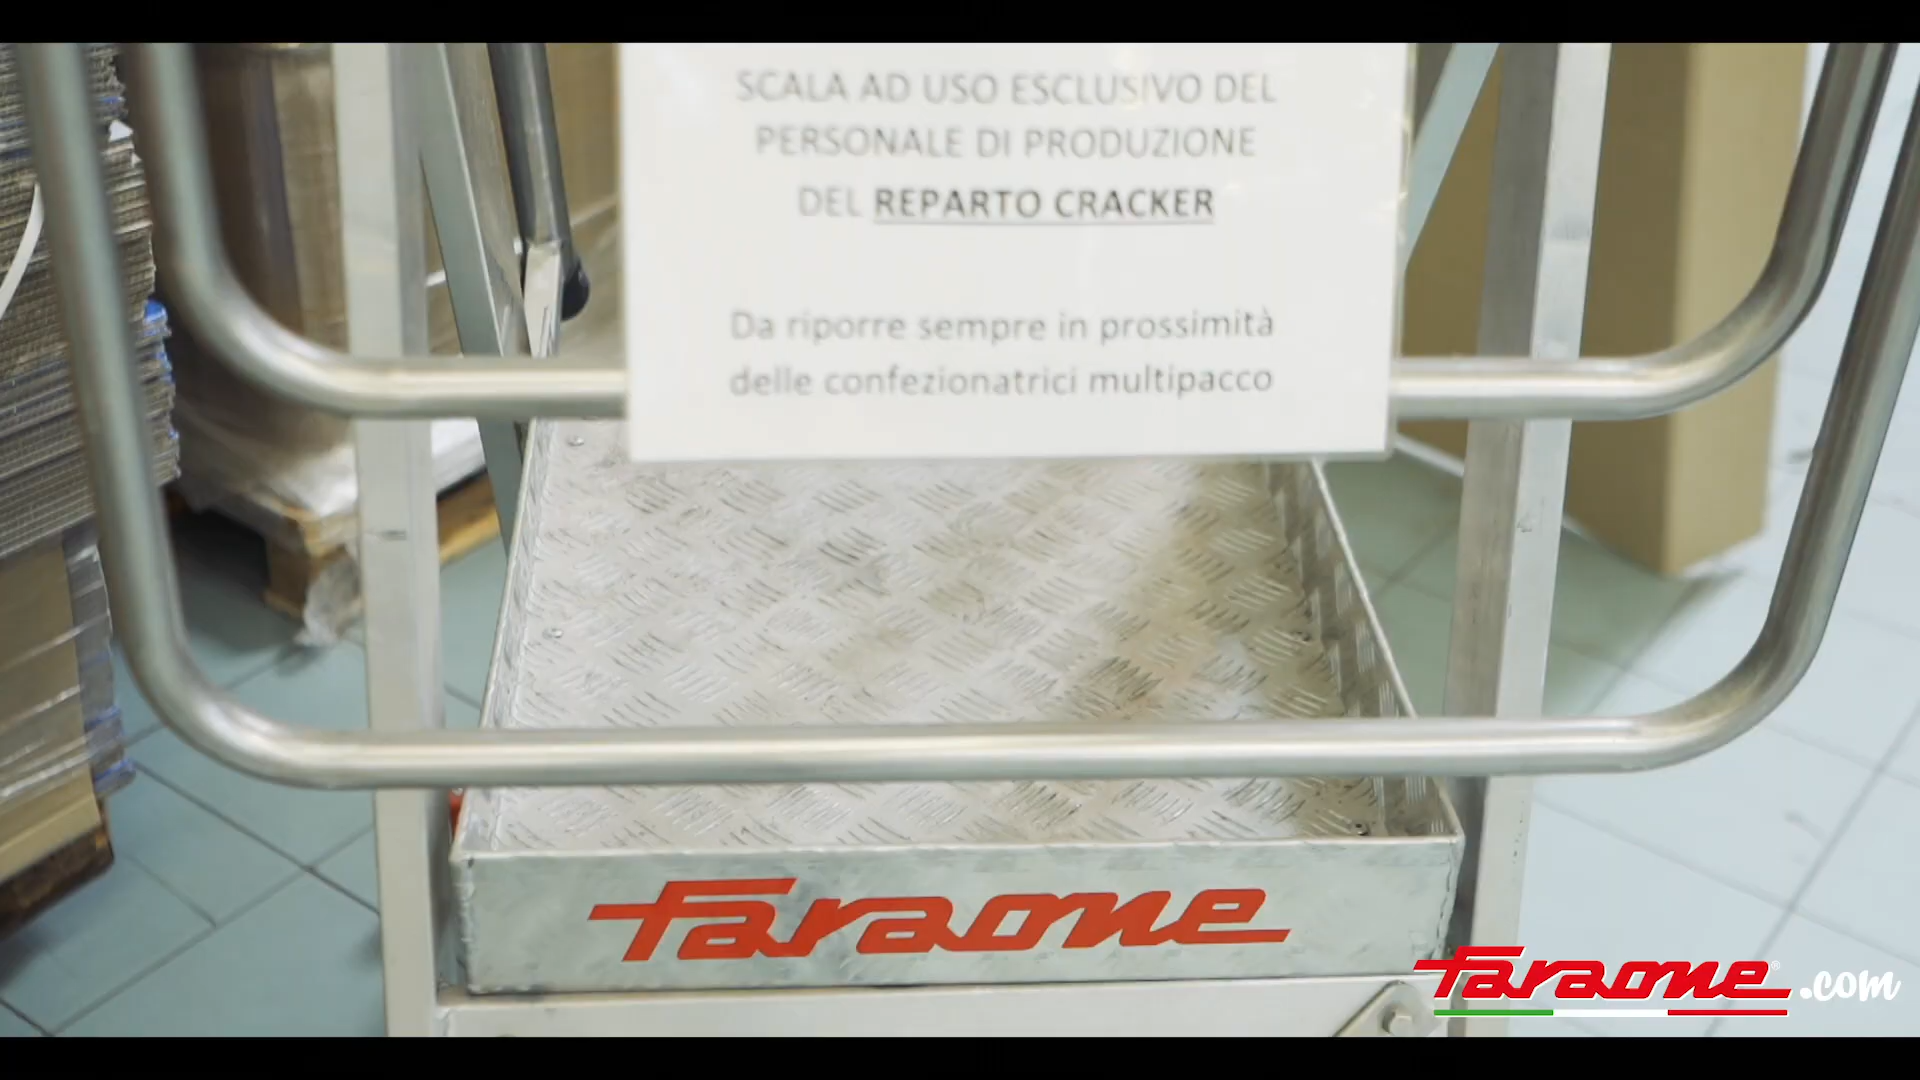 SCALA AD USO ESCLUSIVO DEL
PERSONALE DI PRODUZIONE
DEL REPARTO CRACKER
Da riporre sempre in prossimità
delle confezionatrici multipacco
Faraone
Faraone®.com